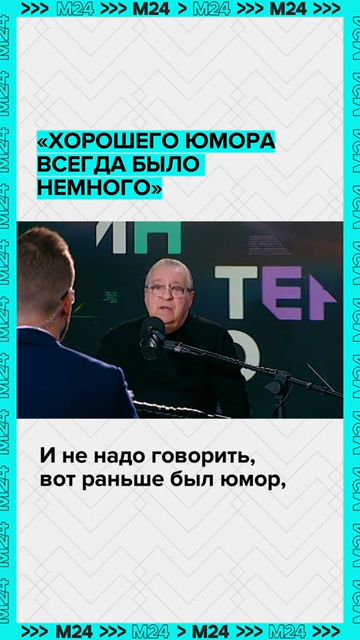 >>> M24 >>> M24 > M24 >>> M24 >>>
«ХОРОШЕГО ЮМОРА
ВСЕГДА БЫЛО
НЕМНОГО»
И не надо говорить,
вот раньше был юмор,
>>> M24 >>> M24 >>> M24 >>> M24 >>>